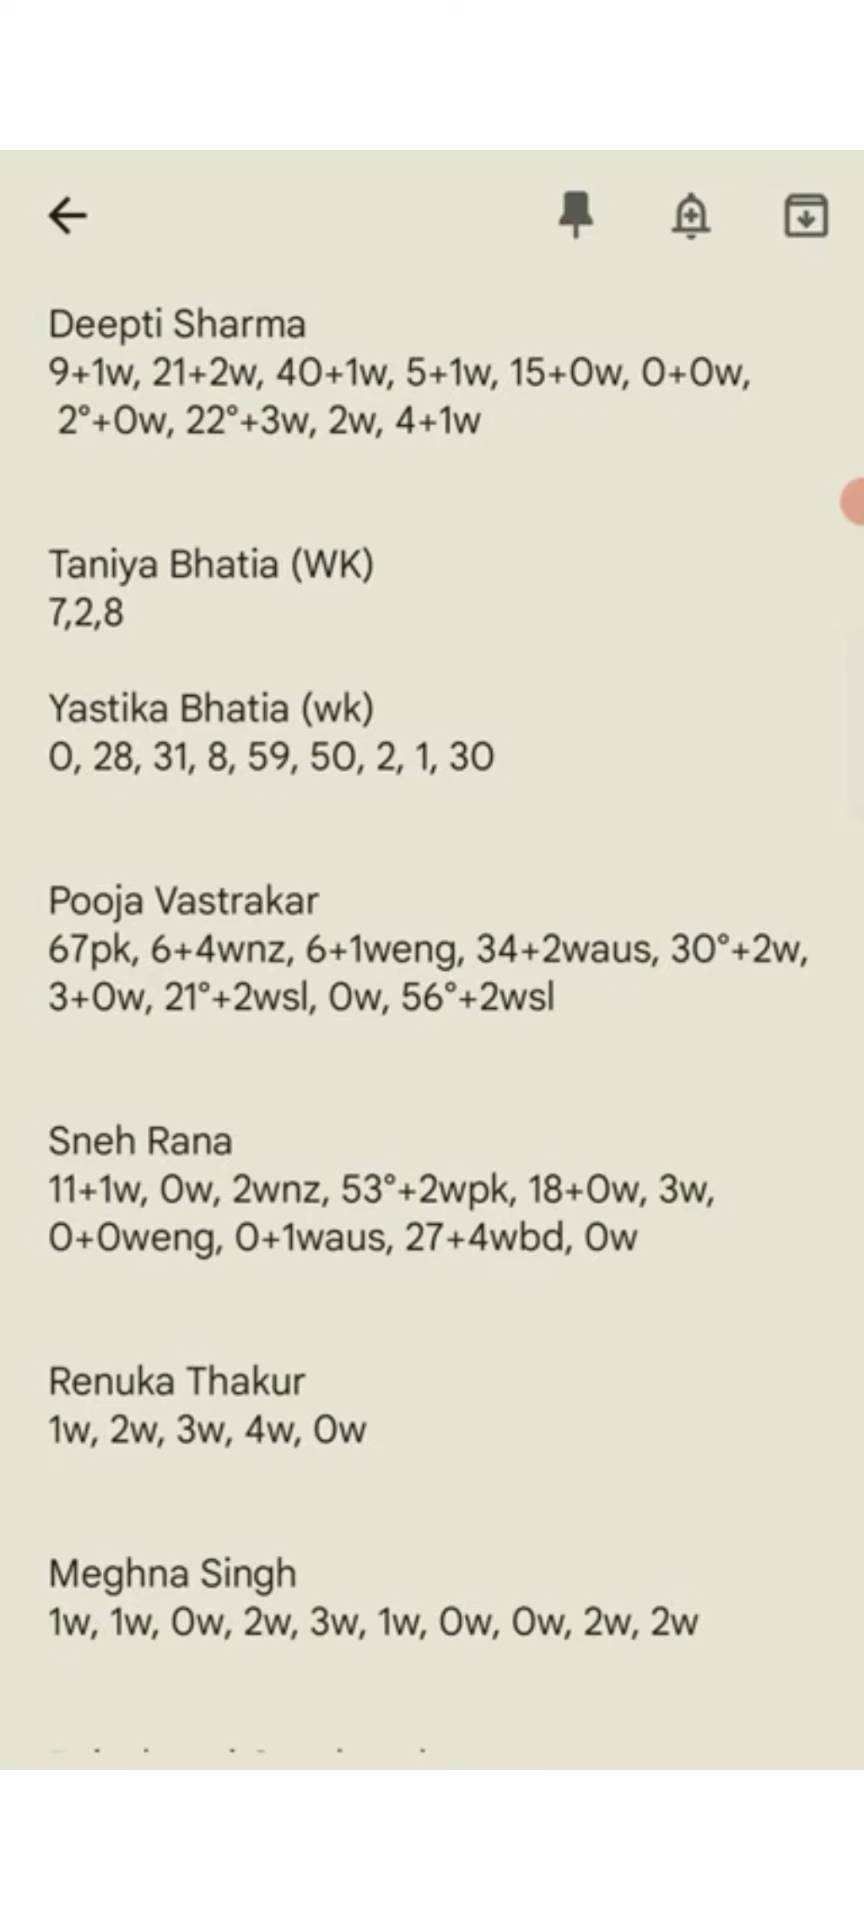 Deepti Sharma
9+1w, 21+2w, 40+1w, 5+1w, 15+0w, 0+0w,
2°+0w, 22°+3w, 2w, 4+1w
Taniya Bhatia (WK)
7,2,8
Yastika Bhatia (wk)
0, 28, 31, 8, 59, 50, 2, 1, 30
Pooja Vastrakar
67pk, 6+4wnz, 6+1weng, 34+2waus, 30°+2w,
3+0w, 21°+2wsl, 0w, 56°+2wsl
Sneh Rana
11+1w, 0w, 2wnz, 53°+2wpk, 18+0w, 3w,
0+0weng, 0+1waus, 27+4wbd, 0w
Renuka Thakur
1w, 2w, 3w, 4w, 0w
Meghna Singh
1w, 1w, 0w, 2w, 3w, 1w, 0w, 0w, 2w, 2w